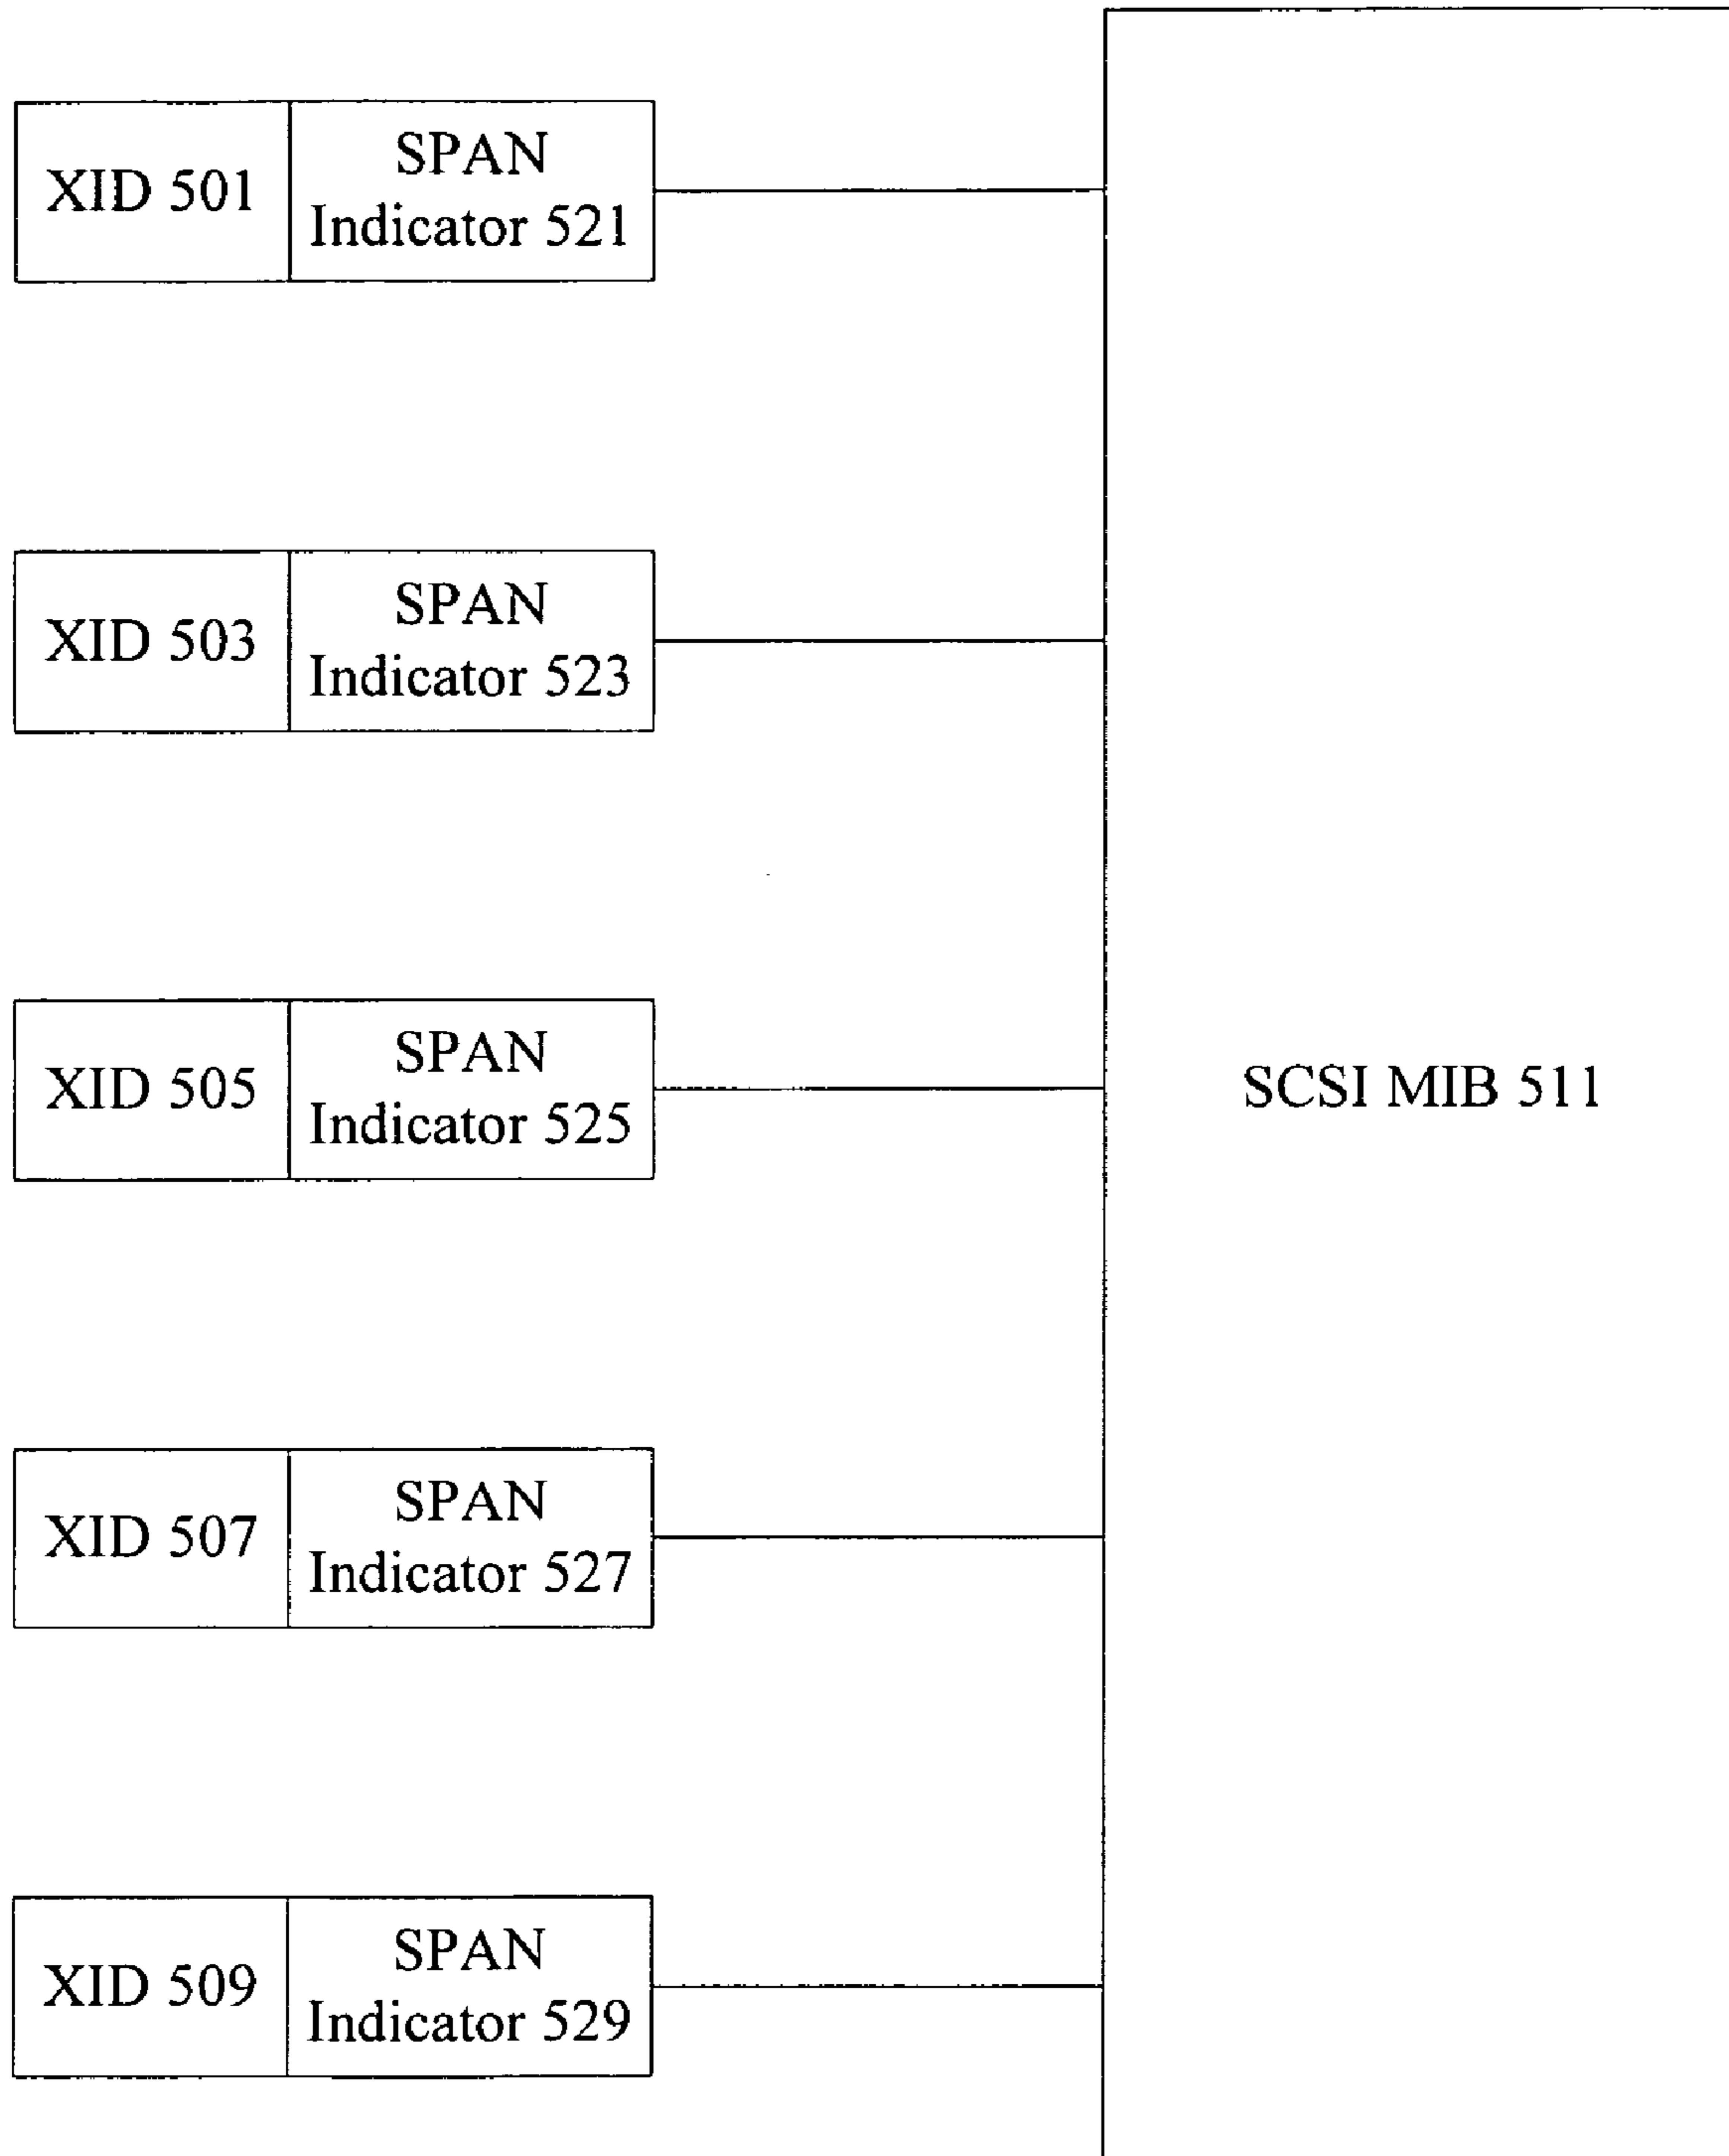 XID 501
SPAN
Indicator 521
XID 503
SPAN
Indicator 523
XID 505
SPAN
Indicator 525
SCSI MIB 511
XID 507
SPAN
Indicator 527
XID 509
SPAN
Indicator 529